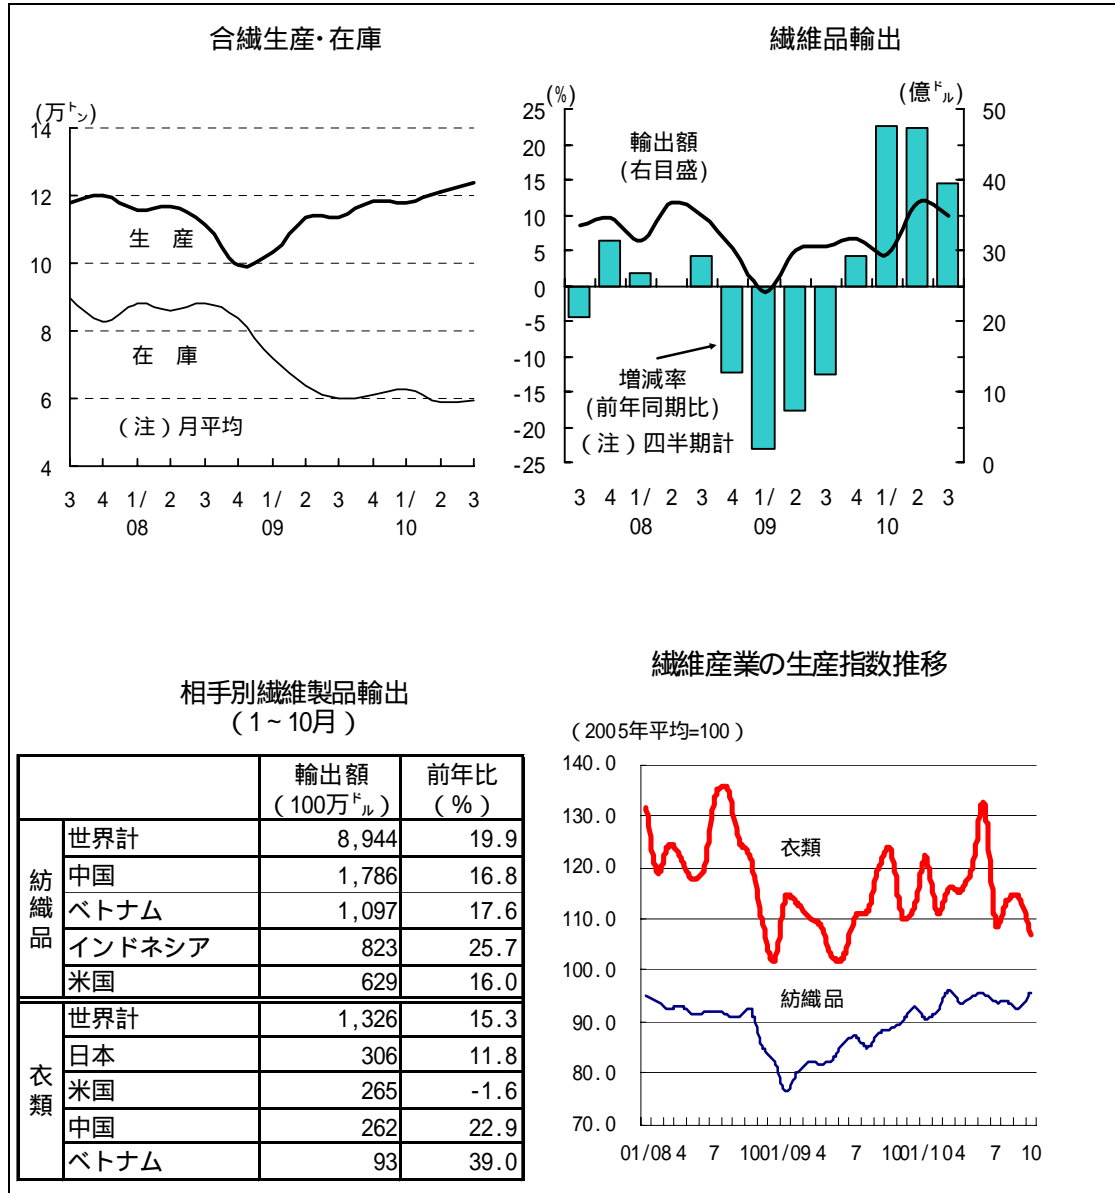 合繊生産・在庫
(万トン)
14
12
10
8
6
4
生 産
在 庫
(注)月平均
3 4 1/ 2 3 4 1/ 2 3 4 1/ 2 3
08 09 10
繊維品輸出
(%) (億ドル)
25 50
20
15 40
10
5 30
0
-5 20
-10
-15 10
-20
-25 0
輸出額
(右目盛)
増減率
(前年同期比)
(注)四半期計
3 4 1/ 2 3 4 1/ 2 3 4 1/ 2 3
08 09 10
相手別繊維製品輸出
(1~10月)
輸出額 前年比
(100万ドル) (%)
紡織品
世界計 8,944 19.9
中国 1,786 16.8
ベトナム 1,097 17.6
インドネシア 823 25.7
米国 629 16.0
衣類
世界計 1,326 15.3
日本 306 11.8
米国 265 -1.6
中国 262 22.9
ベトナム 93 39.0
繊維産業の生産指数推移
(2005年平均=100)
140.0
130.0
120.0
110.0
100.0
90.0
80.0
70.0
衣類
紡織品
01/08 4 7 10 01/09 4 7 10 01/10 4 7 10